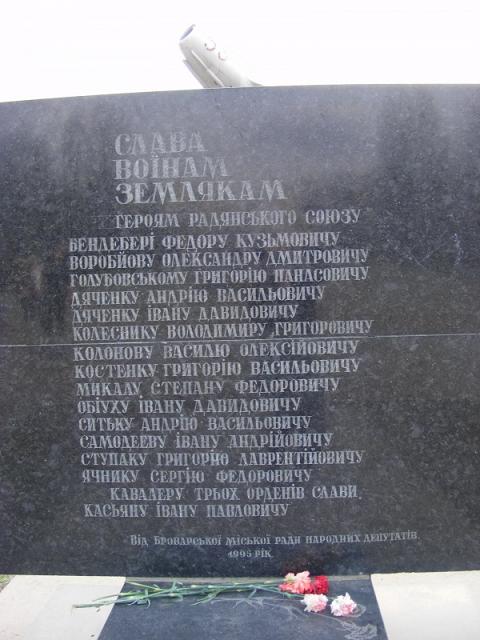 СЛАВА
ВОЇНАМ
ЗЕМЛЯКАМ
ГЕРОЯМ РАДЯНСЬКОГО СОЮЗУ
БЕНДЕБЕРІ ФЕДОРУ КУЗЬМОВИЧУ
ВОРОБЙОВУ ОЛЕКСАНДРУ ДМИТРОВИЧУ
ГОЛУБОВСЬКОМУ ГРИГОРІЮ ПАНАСОВИЧУ
ДЯЧЕНКУ АНДРІЮ ВАСИЛЬОВИЧУ
ДЯЧЕНКУ ІВАНУ ДАВИДОВИЧУ
КОЛЕСНИКУ ВОЛОДИМИРУ ГРИГОРОВИЧУ
КОЛОНОВУ ВАСИЛЮ ОЛЕКСІЙОВИЧУ
КОСТЕНКУ ГРИГОРІЮ ВАСИЛЬОВИЧУ
МИКАЛУ СТЕПАНУ ФЕДОРОВИЧУ
ОБІУХУ ІВАНУ ДАВИДОВИЧУ
СИТЬКУ АНДРІЮ ВАСИЛЬОВИЧУ
САМОДЕЕВУ ІВАНУ АНДРІЙОВИЧУ
СТУПАКУ ГРИГОРІЮ ЛАВРЕНТІЙОВИЧУ
ЯЧНИКУ СЕРГІЮ ФЕДОРОВИЧУ
КАВАЛЕРУ ТРЬОХ ОРДЕНІВ СЛАВИ
КАСЬЯНУ ІВАНУ ПАВЛОВИЧУ
ВІД БРОВАРСЬКОЇ МІСЬКОЇ РАДИ НАРОДНИХ ДЕПУТАТІВ.
1995 РІК